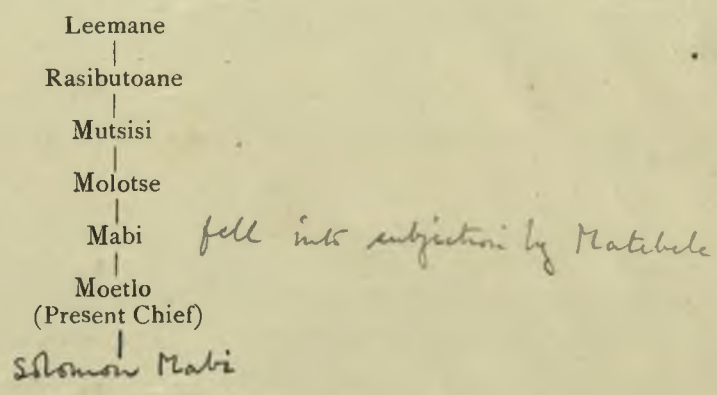 Leemane
Rasibutoane
Mutsisi
Molotse
Mabi fell into subjection by Matebele
Moetlo
(Present Chief)
Solomon Mabi